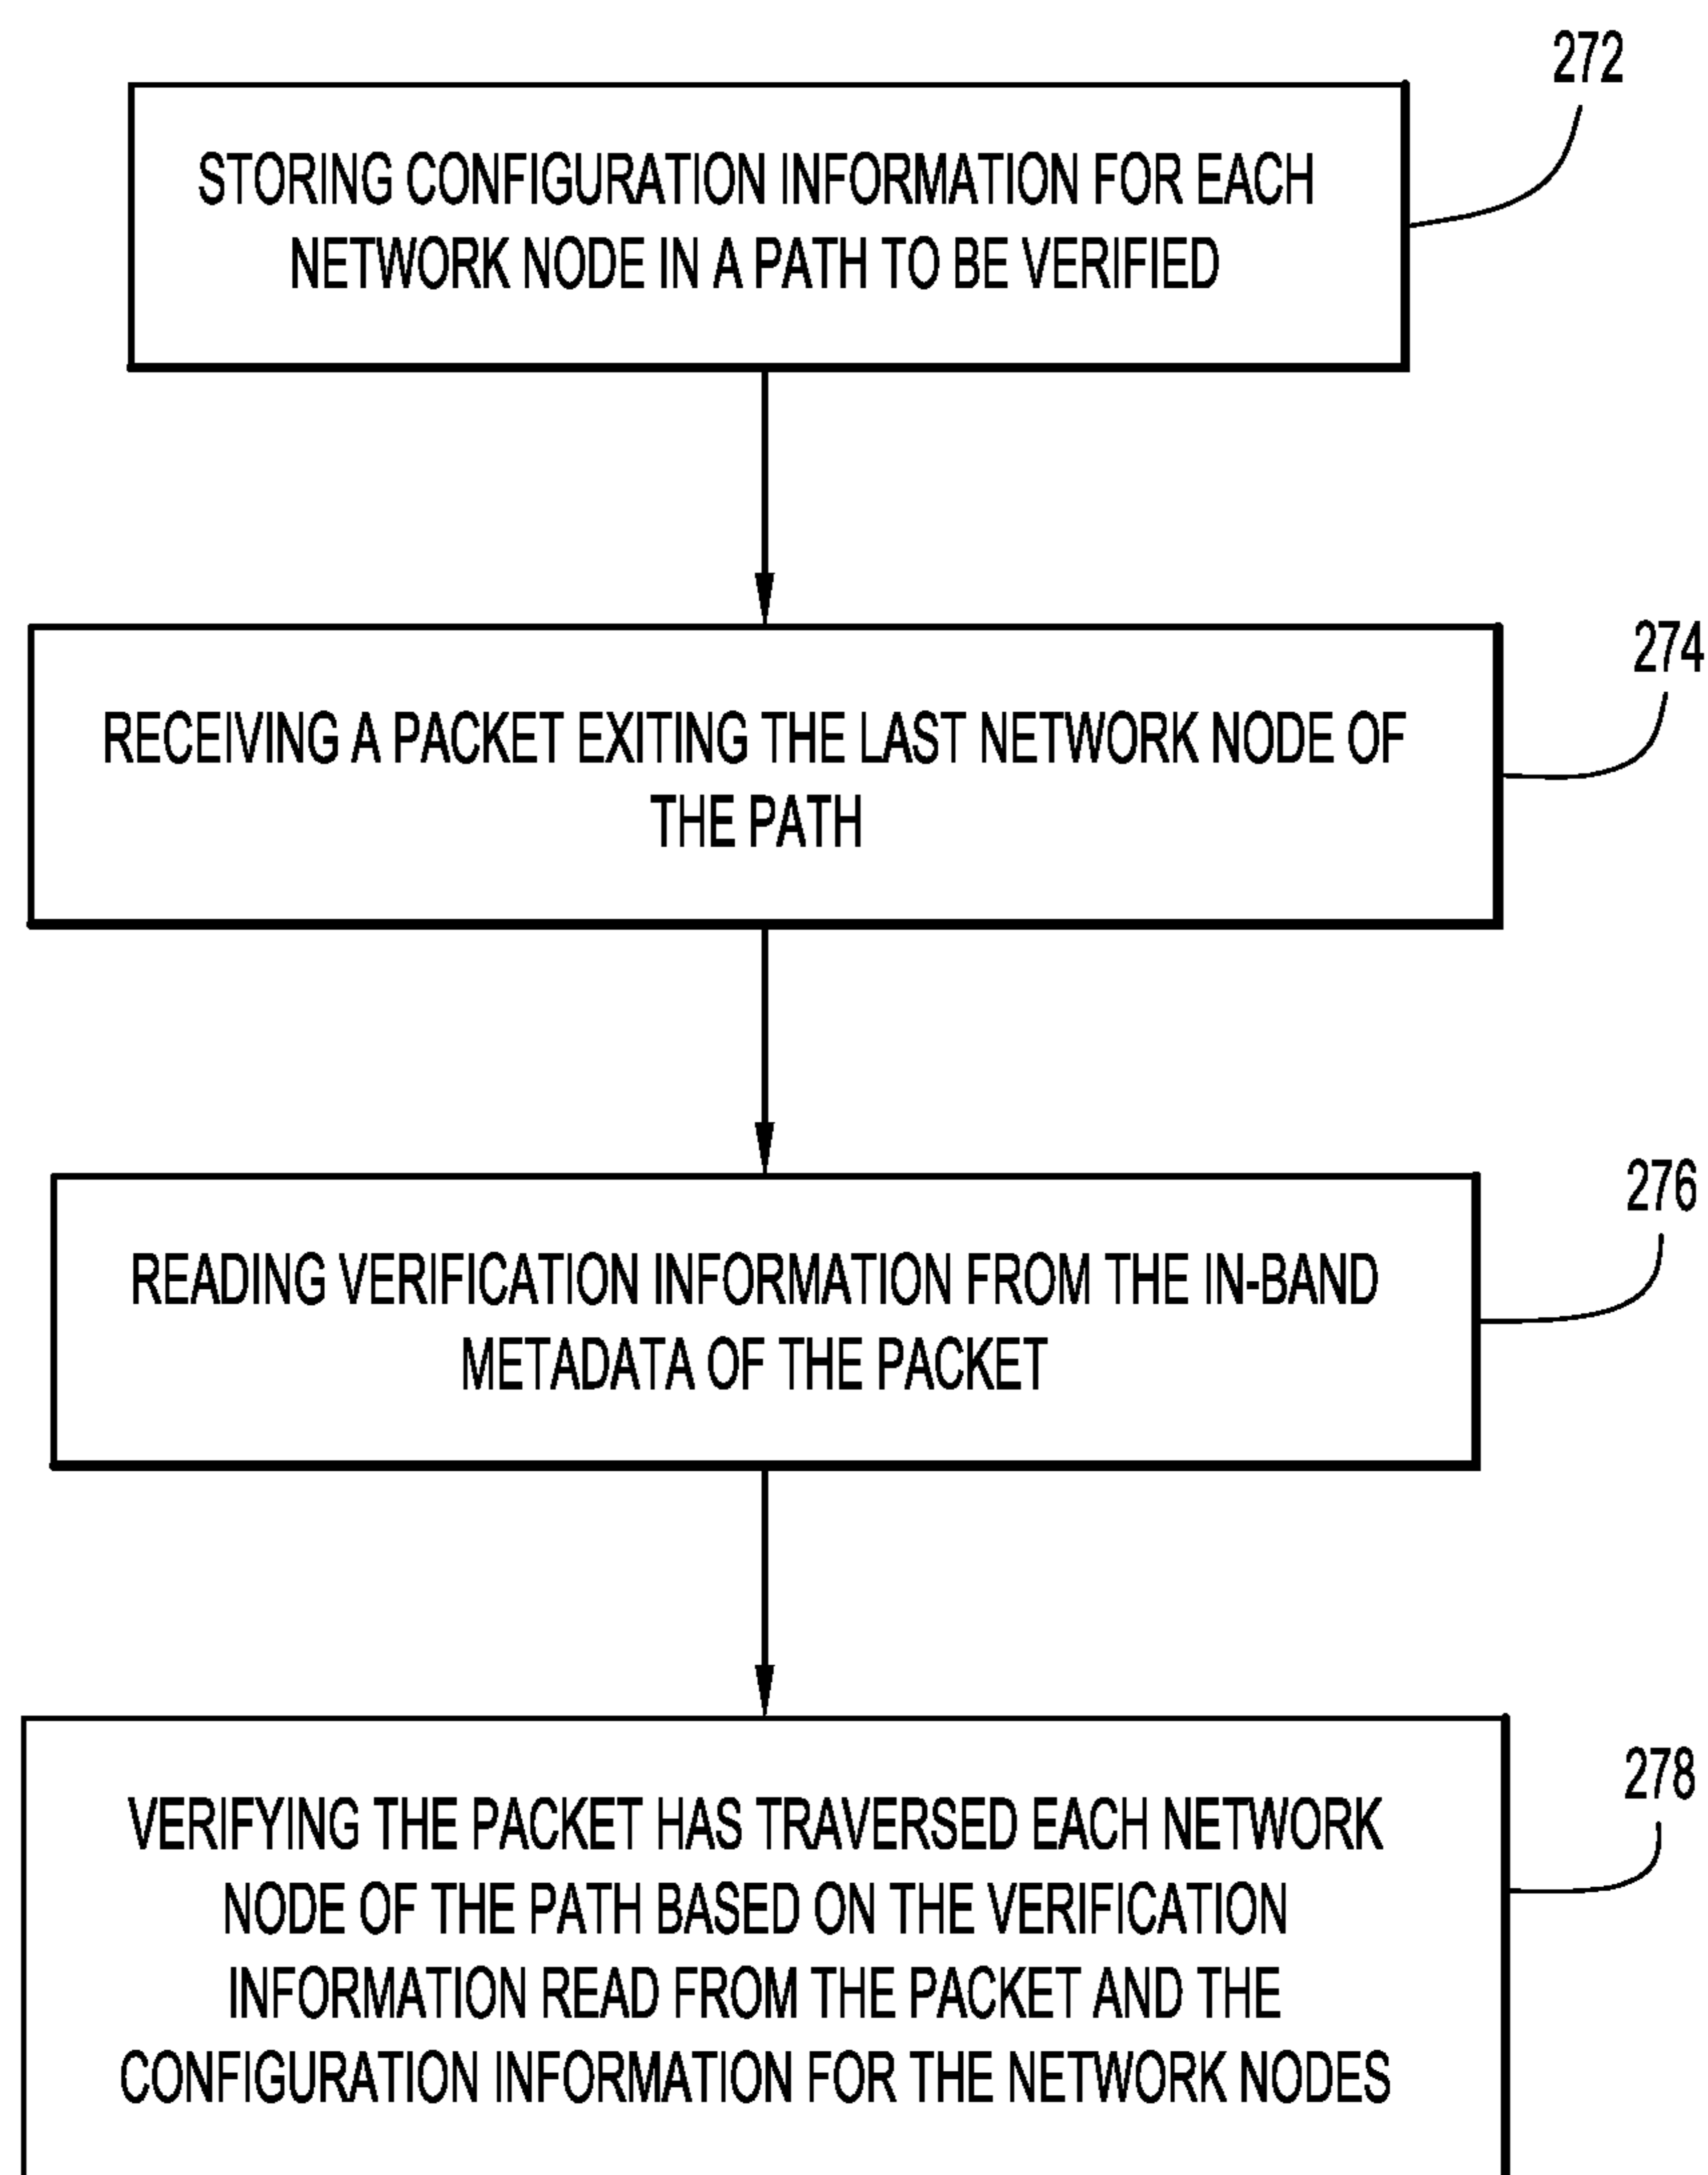 272
STORING CONFIGURATION INFORMATION FOR EACH
NETWORK NODE IN A PATH TO BE VERIFIED
274
RECEIVING A PACKET EXITING THE LAST NETWORK NODE OF
THE PATH
276
READING VERIFICATION INFORMATION FROM THE IN-BAND
METADATA OF THE PACKET
278
VERIFYING THE PACKET HAS TRAVERSED EACH NETWORK
NODE OF THE PATH BASED ON THE VERIFICATION
INFORMATION READ FROM THE PACKET AND THE
CONFIGURATION INFORMATION FOR THE NETWORK NODES